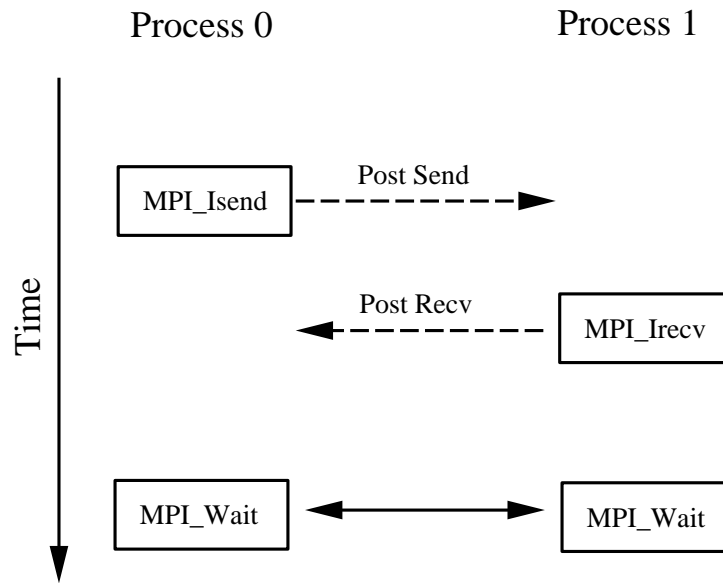 Process 0
Process 1
Post Send
MPI_Isend
Post Recv
MPI_Irecv
Time
MPI_Wait
MPI_Wait